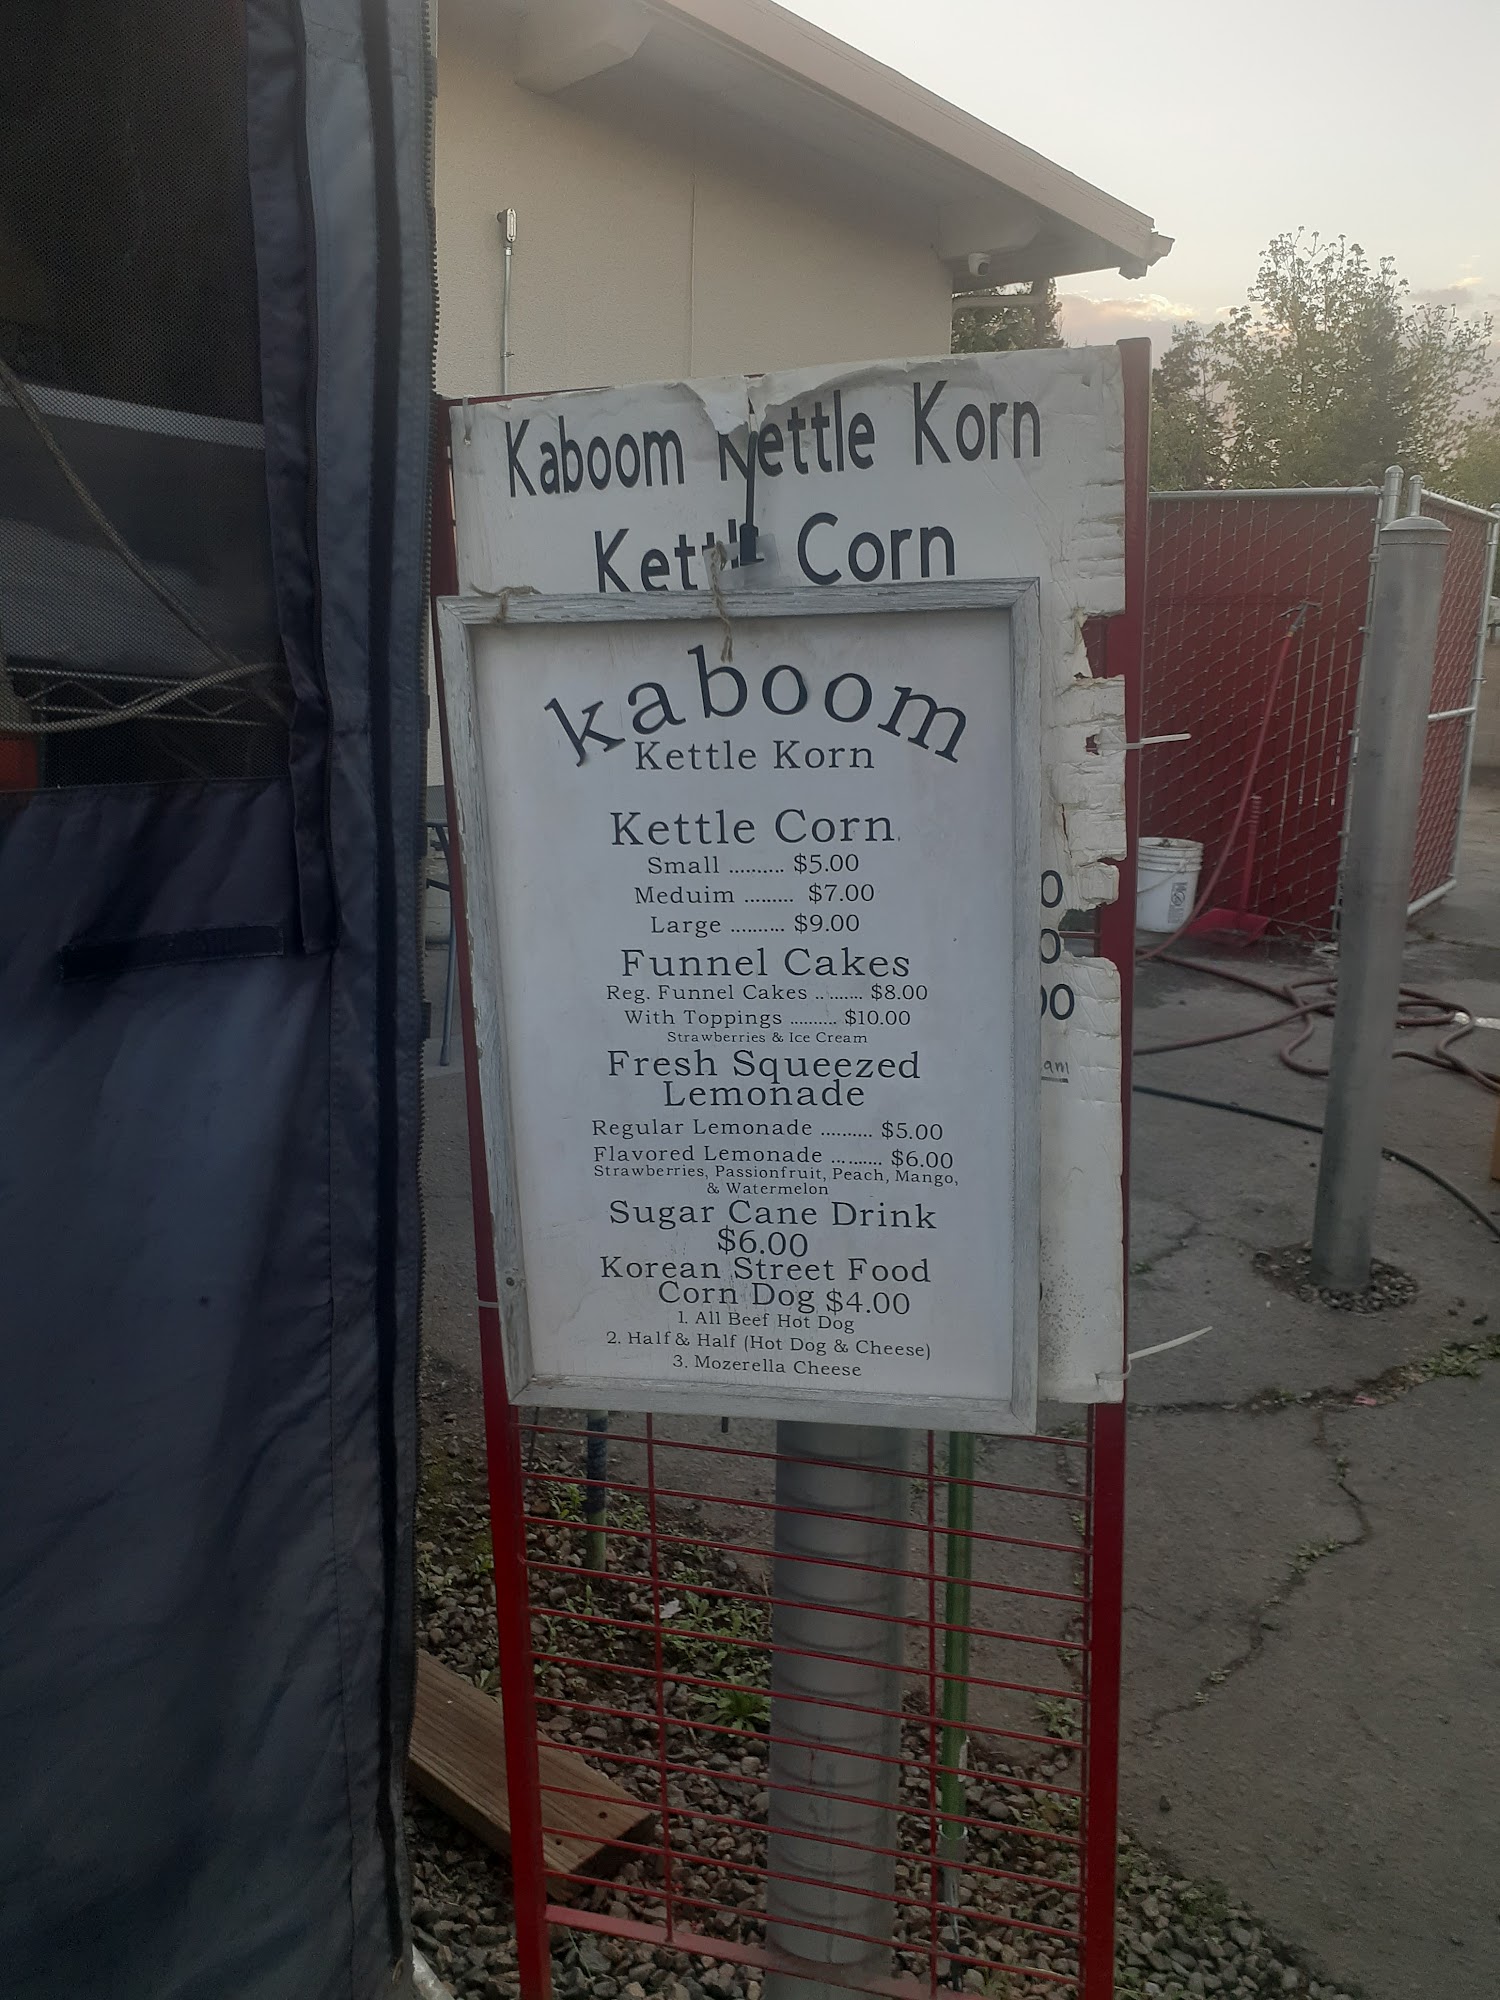 Kaboom Kettle Korn
Kettle Corn
kaboom
Kettle Korn
Kettle Corn
Small .......... $5.00
Meduim ......... $7.00
Large .......... $9.00
Funnel Cakes
Reg. Funnel Cakes .. ....... $8.00
With Toppings .......... $10.00
Strawberries & Ice Cream
Fresh Squeezed
Lemonade
Regular Lemonade .......... $5.00
Flavored Lemonade ... ....... $6.00
Strawberries, Passionfruit, Peach, Mango,
& Watermelon
Sugar Cane Drink
$6.00
Korean Street Food
Corn Dog $4.00
1. All Beef Hot Dog
2. Half & Half (Hot Dog & Cheese)
3. Mozerella Cheese